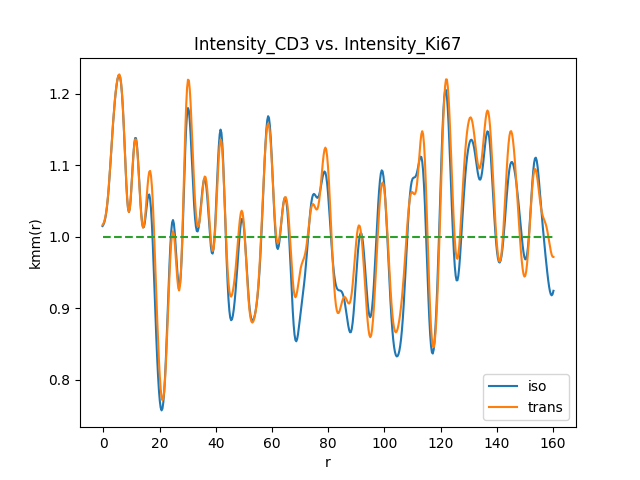 Intensity_CD3 vs. Intensity_Ki67
kmm(r)
1.2
1.1
1.0
0.9
0.8
0 20 40 60 80 100 120 140 160
r
iso
trans